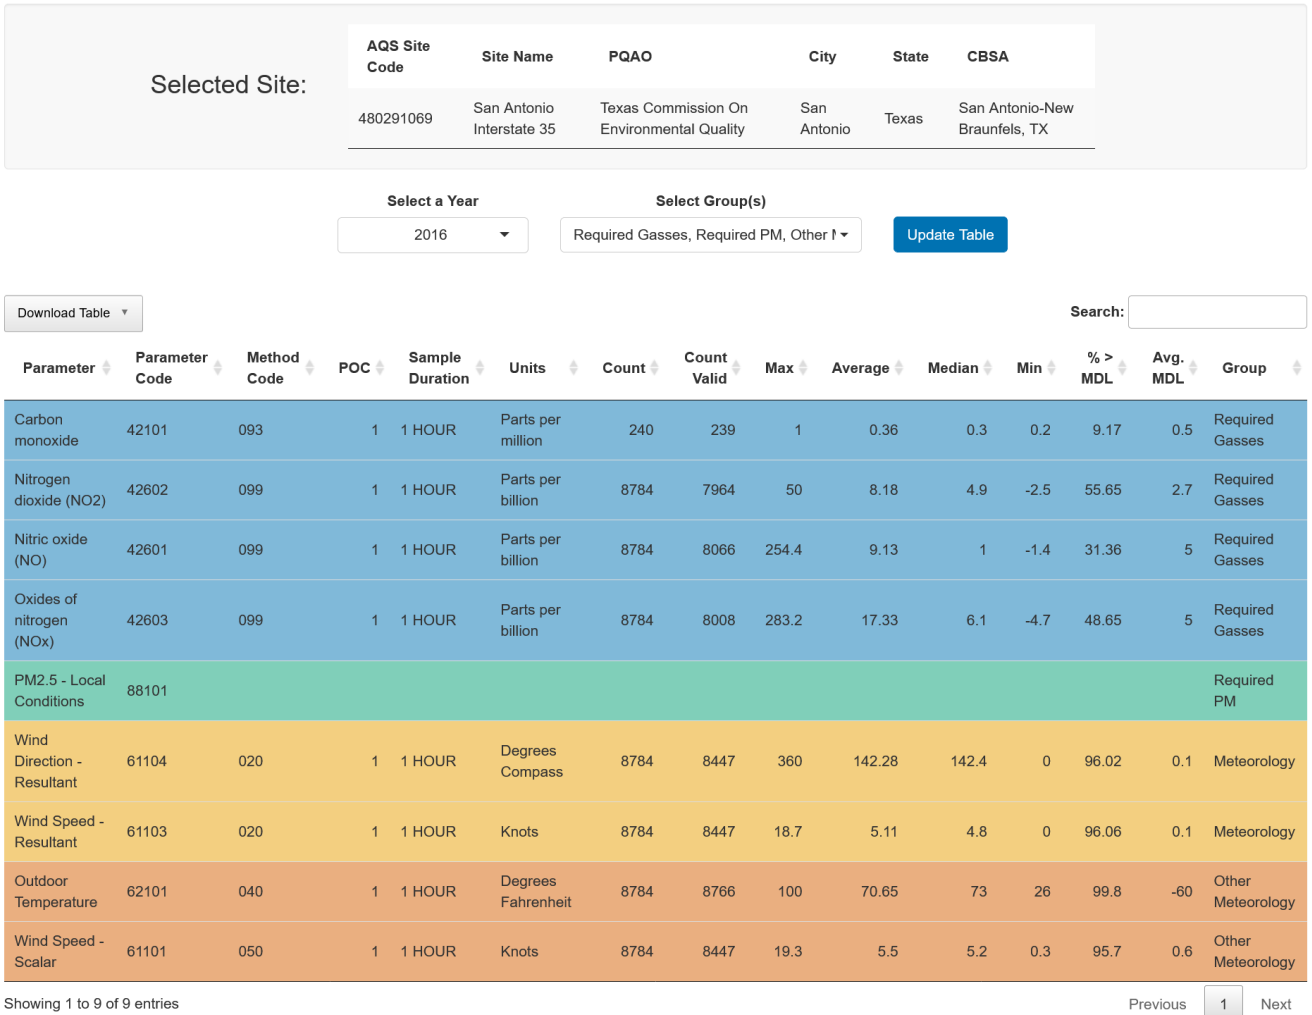 Selected Site:
AQS Site Code Site Name PQAO City State CBSA
480291069 San Antonio Interstate 35 Texas Commission On Environmental Quality San Antonio Texas San Antonio-New Braunfels, TX
Select a Year Select Group(s)
2016 Required Gasses, Required PM, Other M Update Table
Download Table Search:
Parameter Parameter Code Method Code POC Sample Duration Units Count Count Valid Max Average Median Min % > MDL Avg. MDL Group
Carbon monoxide 42101 093 1 1 HOUR Parts per million 240 239 1 0.36 0.3 0.2 9.17 0.5 Required Gasses
Nitrogen dioxide (NO2) 42602 099 1 1 HOUR Parts per billion 8784 7964 50 8.18 4.9 -2.5 55.65 2.7 Required Gasses
Nitric oxide (NO) 42601 099 1 1 HOUR Parts per billion 8784 8066 254.4 9.13 1 -1.4 31.36 5 Required Gasses
Oxides of nitrogen (NOx) 42603 099 1 1 HOUR Parts per billion 8784 8008 283.2 17.33 6.1 -4.7 48.65 5 Required Gasses
PM2.5 - Local Conditions 88101 Required PM
Wind Direction - Resultant 61104 020 1 1 HOUR Degrees Compass 8784 8447 360 142.28 142.4 0 96.02 0.1 Meteorology
Wind Speed - Resultant 61103 020 1 1 HOUR Knots 8784 8447 18.7 5.11 4.8 0 96.06 0.1 Meteorology
Outdoor Temperature 62101 040 1 1 HOUR Degrees Fahrenheit 8784 8766 100 70.65 73 26 99.8 -60 Other Meteorology
Wind Speed - Scalar 61101 050 1 1 HOUR Knots 8784 8447 19.3 5.5 5.2 0.3 95.7 0.6 Other Meteorology
Showing 1 to 9 of 9 entries Previous 1 Next